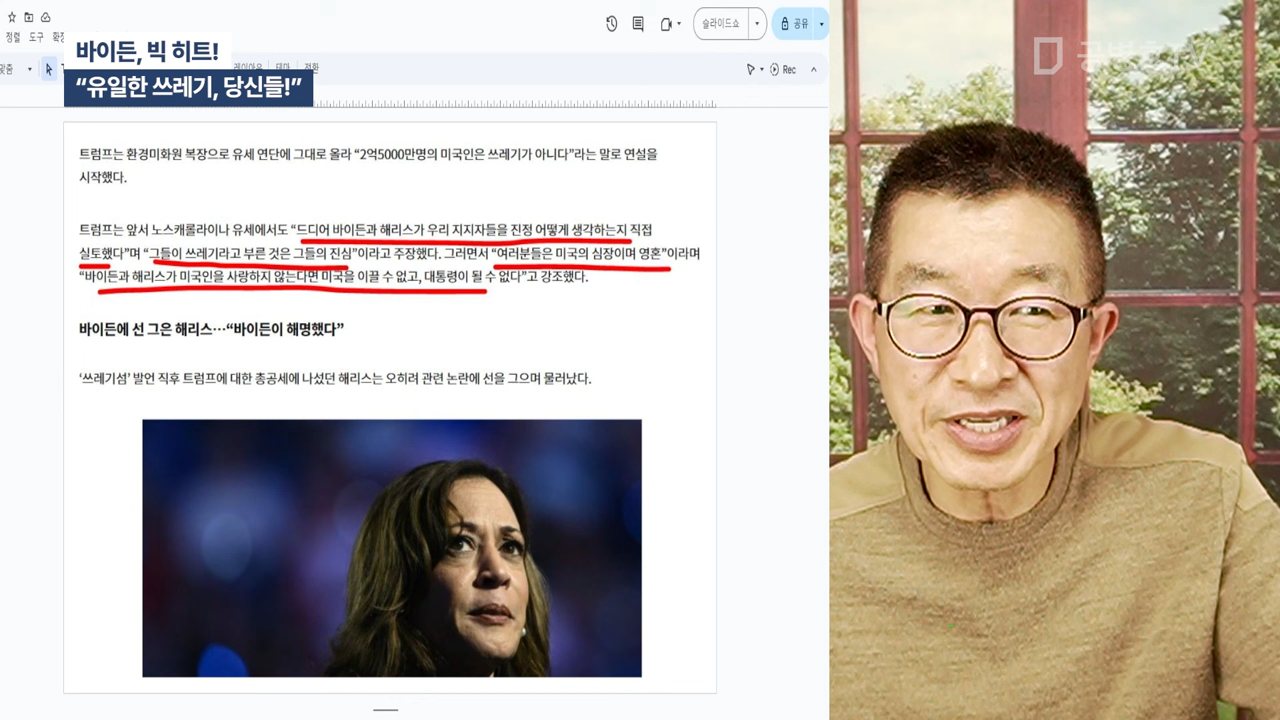 정렬 도구
슬라이드쇼
공유
바이든, 빅 히트!
“유일한 쓰레기, 당신들!”
맞춤
레이아웃 테마 전환
Rec
트럼프는 환경미화원 복장으로 유세 연단에 그대로 올라 “2억5000만명의 미국인은 쓰레기가 아니다”라는 말로 연설을
시작했다.
트럼프는 앞서 노스캐롤라이나 유세에서도 “드디어 바이든과 해리스가 우리 지지자들을 진정 어떻게 생각하는지 직접
실토했다”며 “그들이 쓰레기라고 부른 것은 그들의 진심”이라고 주장했다. 그러면서 “여러분들은 미국의 심장이며 영혼”이라며
“바이든과 해리스가 미국인을 사랑하지 않는다면 미국을 이끌 수 없고, 대통령이 될 수 없다”고 강조했다.
바이든에 선 그은 해리스…“바이든이 해명했다”
‘쓰레기섬’ 발언 직후 트럼프에 대한 총공세에 나섰던 해리스는 오히려 관련 논란에 선을 그으며 물러났다.